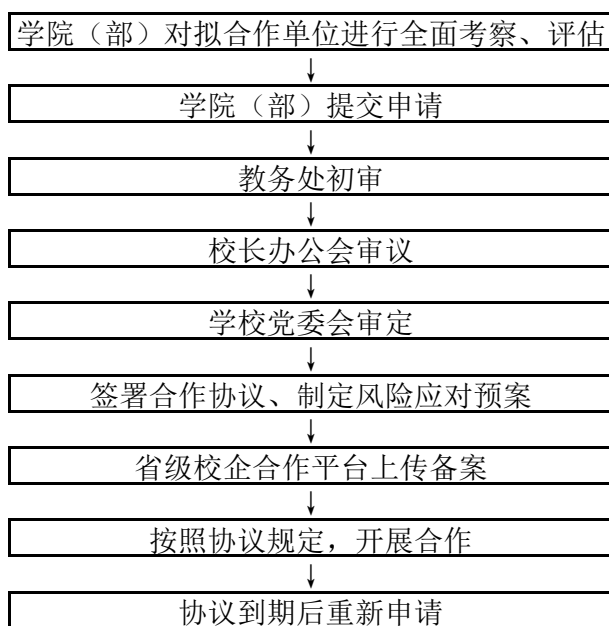 学院（部）对拟合作单位进行全面考察、评估
学院（部）提交申请
教务处初审
校长办公会审议
学校党委会审定
签署合作协议、制定风险应对预案
省级校企合作平台上传备案
按照协议规定，开展合作
协议到期后重新申请